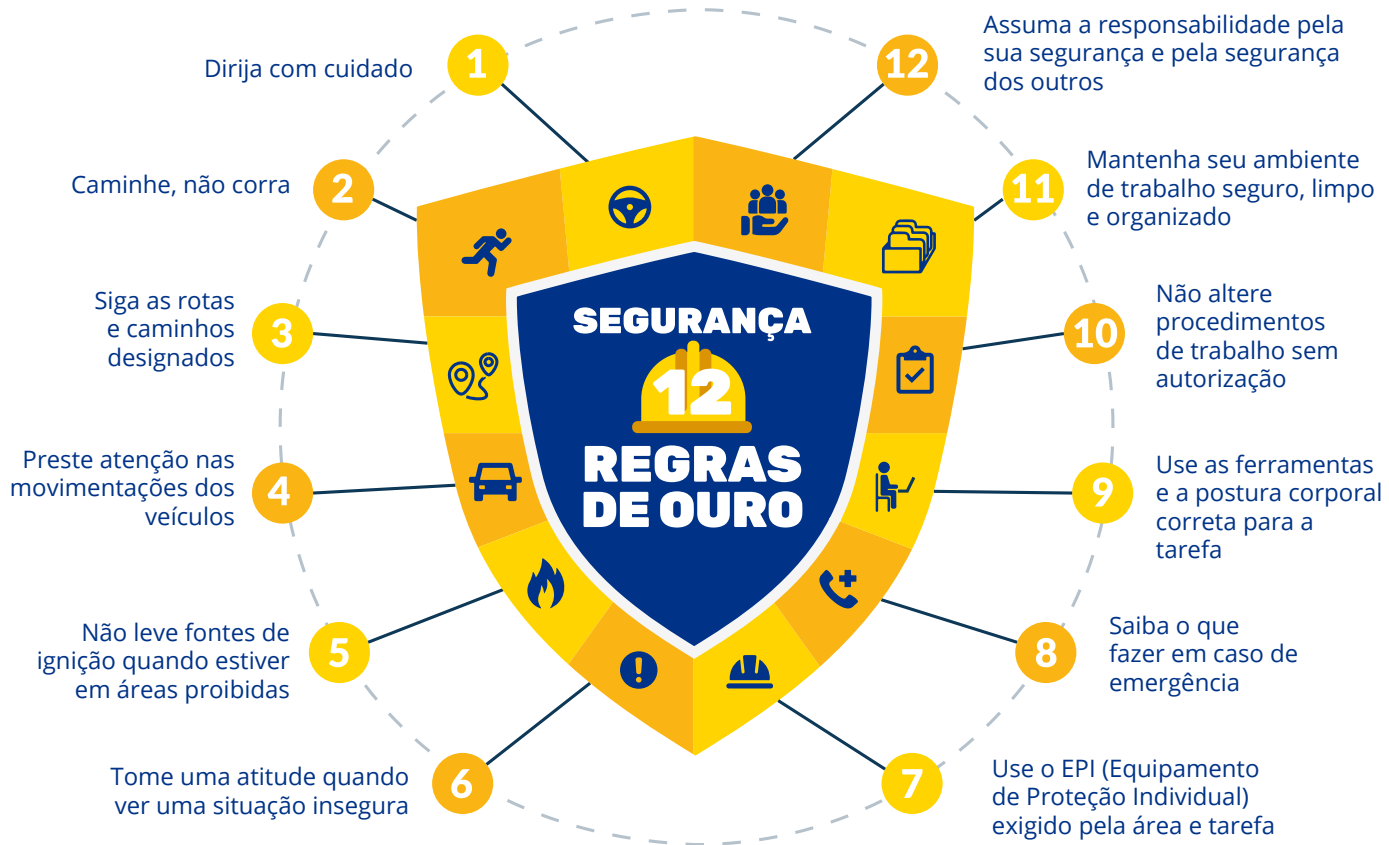 SEGURANÇA
12
REGRAS
DE OURO
1
Dirija com cuidado
2
Caminhe, não corra
3
Siga as rotas
e caminhos
designados
4
Preste atenção nas
movimentações dos
veículos
5
Não leve fontes de
ignição quando estiver
em áreas proibidas
6
Tome uma atitude quando
ver uma situação insegura
7
Use o EPI (Equipamento
de Proteção Individual)
exigido pela área e tarefa
8
Saiba o que
fazer em caso de
emergência
9
Use as ferramentas
e a postura corporal
correta para a
tarefa
10
Não altere
procedimentos
de trabalho sem
autorização
11
Mantenha seu ambiente
de trabalho seguro, limpo
e organizado
12
Assuma a responsabilidade pela
sua segurança e pela segurança
dos outros